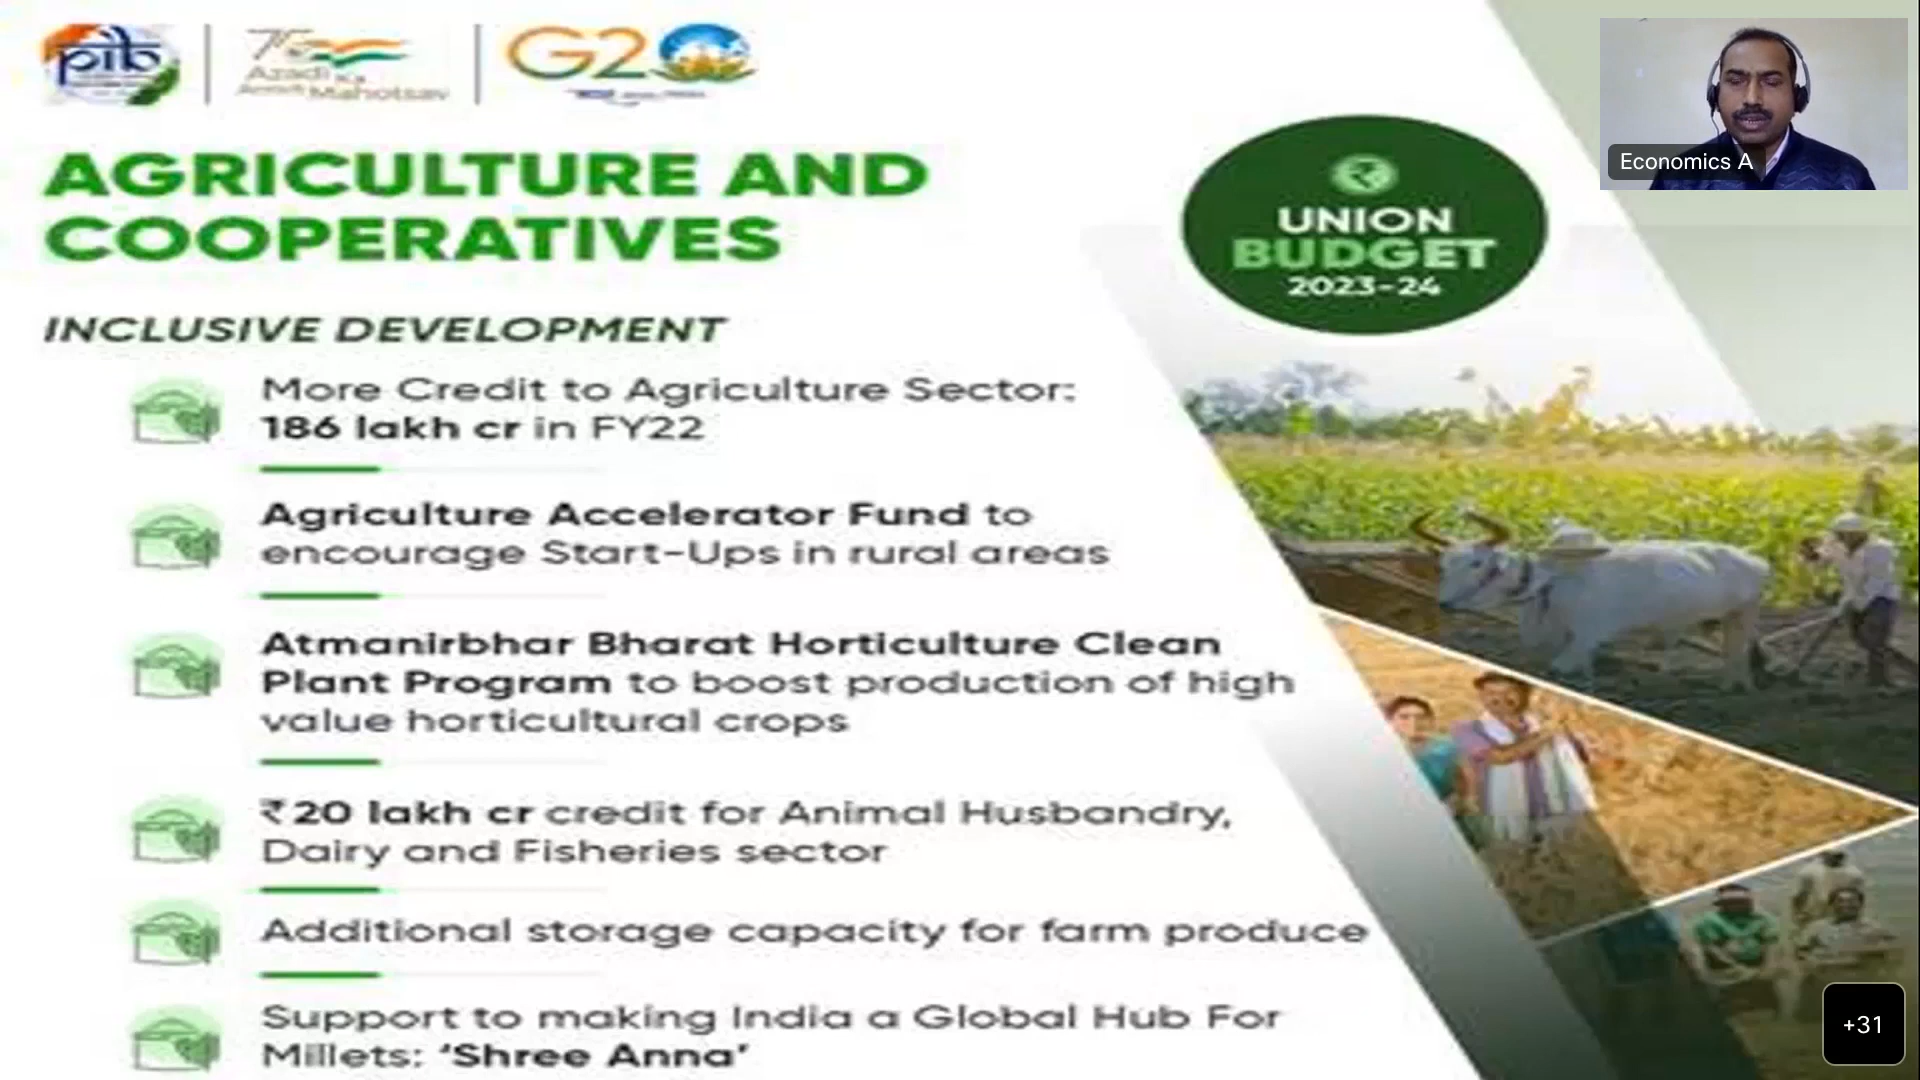 pib
Azadi Ka
Amrit Mahotsav
G20
AGRICULTURE AND
COOPERATIVES
UNION
BUDGET
2023-24
Economics A
INCLUSIVE DEVELOPMENT
More Credit to Agriculture Sector:
186 lakh cr in FY22
Agriculture Accelerator Fund to
encourage Start-Ups in rural areas
Atmanirbhar Bharat Horticulture Clean
Plant Program to boost production of high
value horticultural crops
₹20 lakh cr credit for Animal Husbandry,
Dairy and Fisheries sector
Additional storage capacity for farm produce
Support to making India a Global Hub For
Millets: ‘Shree Anna’
+31